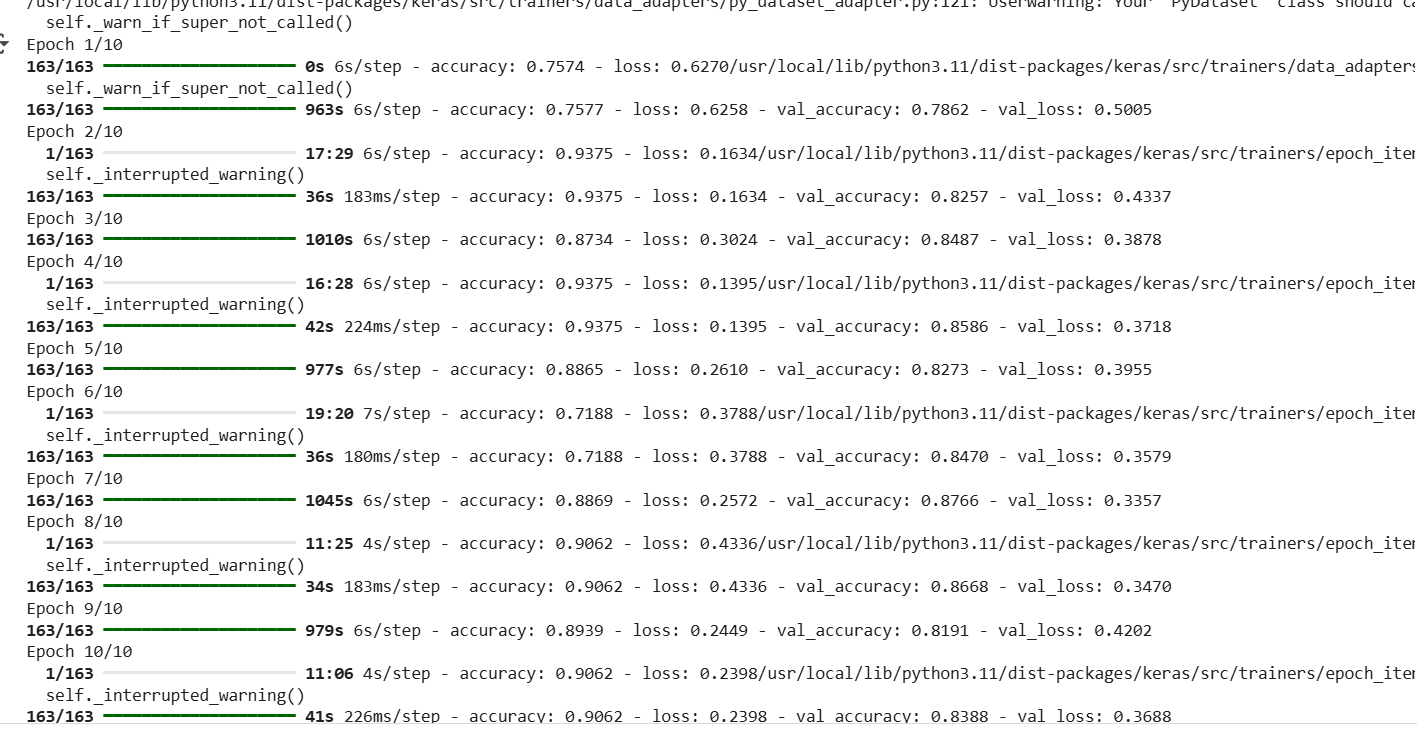 /usr/local/lib/python3.11/dist-packages/keras/src/trainers/data_adapters/py_dataset_adapter.py:121: UserWarning: Your `PyDataset` class should
self._warn_if_super_not_called()
Epoch 1/10
163/163 0s 6s/step - accuracy: 0.7574 - loss: 0.6270/usr/local/lib/python3.11/dist-packages/keras/src/trainers/data_adapters
self._warn_if_super_not_called()
163/163 963s 6s/step - accuracy: 0.7577 - loss: 0.6258 - val_accuracy: 0.7862 - val_loss: 0.5005
Epoch 2/10
1/163 17:29 6s/step - accuracy: 0.9375 - loss: 0.1634/usr/local/lib/python3.11/dist-packages/keras/src/trainers/epoch_iter
self._interrupted_warning()
163/163 36s 183ms/step - accuracy: 0.9375 - loss: 0.1634 - val_accuracy: 0.8257 - val_loss: 0.4337
Epoch 3/10
163/163 1010s 6s/step - accuracy: 0.8734 - loss: 0.3024 - val_accuracy: 0.8487 - val_loss: 0.3878
Epoch 4/10
1/163 16:28 6s/step - accuracy: 0.9375 - loss: 0.1395/usr/local/lib/python3.11/dist-packages/keras/src/trainers/epoch_iter
self._interrupted_warning()
163/163 42s 224ms/step - accuracy: 0.9375 - loss: 0.1395 - val_accuracy: 0.8586 - val_loss: 0.3718
Epoch 5/10
163/163 977s 6s/step - accuracy: 0.8865 - loss: 0.2610 - val_accuracy: 0.8273 - val_loss: 0.3955
Epoch 6/10
1/163 19:20 7s/step - accuracy: 0.7188 - loss: 0.3788/usr/local/lib/python3.11/dist-packages/keras/src/trainers/epoch_iter
self._interrupted_warning()
163/163 36s 180ms/step - accuracy: 0.7188 - loss: 0.3788 - val_accuracy: 0.8470 - val_loss: 0.3579
Epoch 7/10
163/163 1045s 6s/step - accuracy: 0.8869 - loss: 0.2572 - val_accuracy: 0.8766 - val_loss: 0.3357
Epoch 8/10
1/163 11:25 4s/step - accuracy: 0.9062 - loss: 0.4336/usr/local/lib/python3.11/dist-packages/keras/src/trainers/epoch_iter
self._interrupted_warning()
163/163 34s 183ms/step - accuracy: 0.9062 - loss: 0.4336 - val_accuracy: 0.8668 - val_loss: 0.3470
Epoch 9/10
163/163 979s 6s/step - accuracy: 0.8939 - loss: 0.2449 - val_accuracy: 0.8191 - val_loss: 0.4202
Epoch 10/10
1/163 11:06 4s/step - accuracy: 0.9062 - loss: 0.2398/usr/local/lib/python3.11/dist-packages/keras/src/trainers/epoch_iter
self._interrupted_warning()
163/163 41s 226ms/step - accuracy: 0.9062 - loss: 0.2398 - val_accuracy: 0.8388 - val_loss: 0.3688